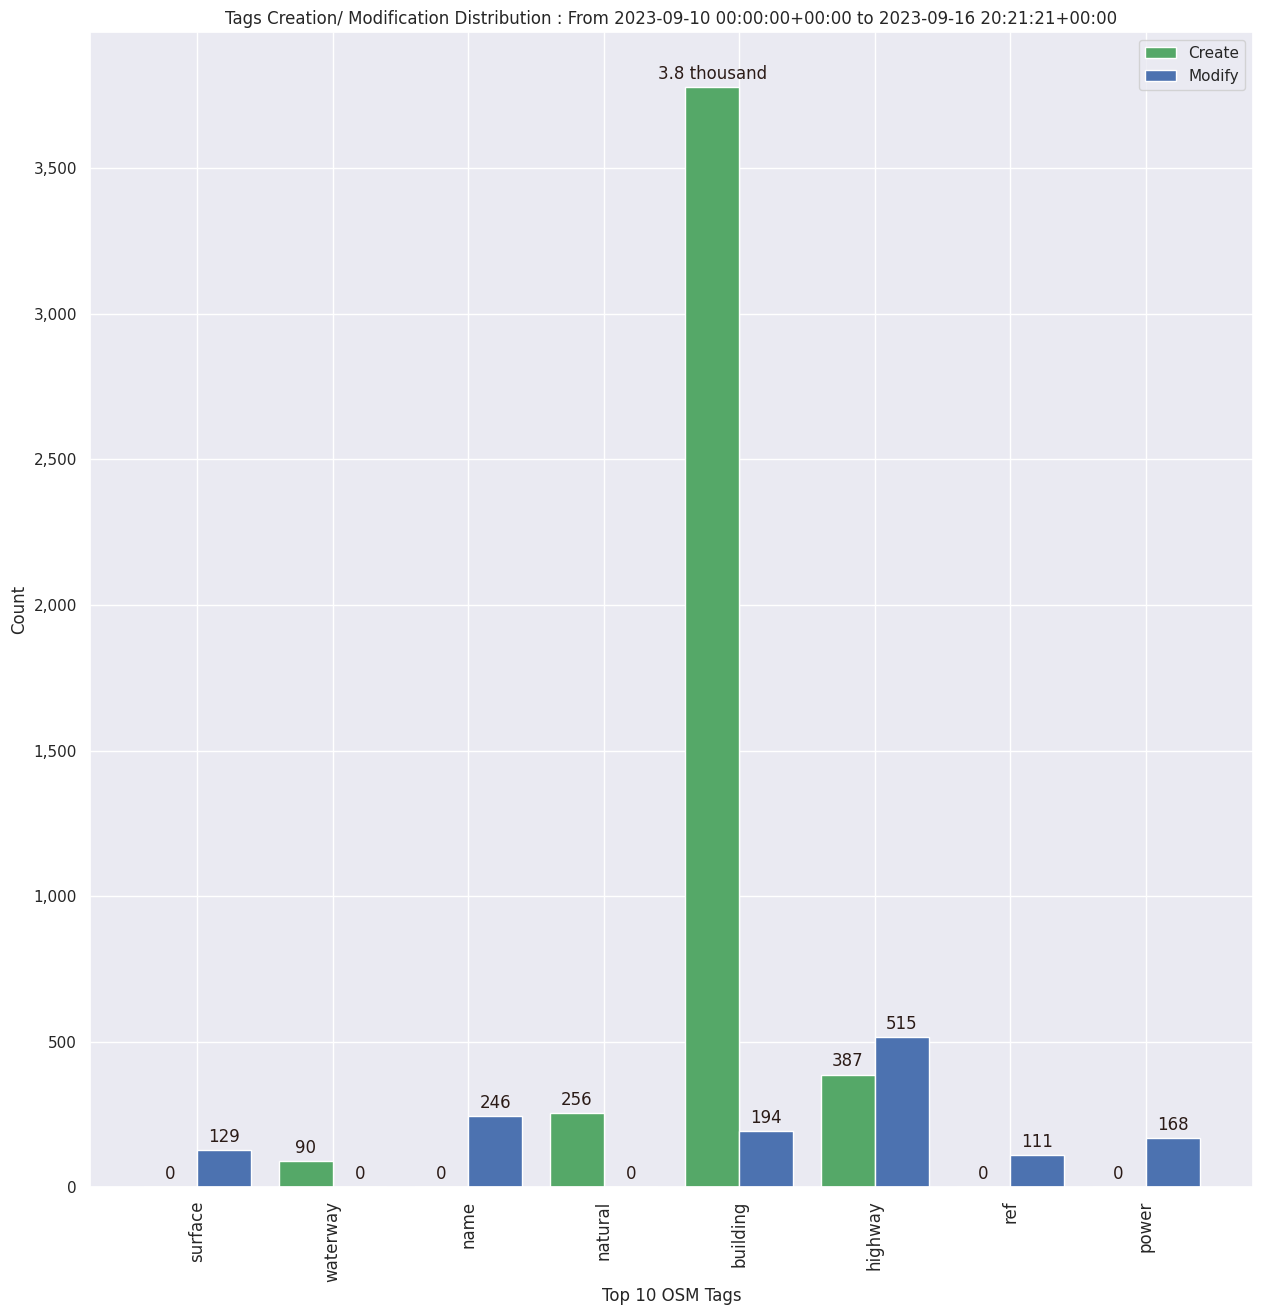 Tags Creation/ Modification Distribution : From 2023-09-10 00:00:00+00:00 to 2023-09-16 20:21:21+00:00
Create
Modify
3.8 thousand
3,500
3,000
2,500
2,000
1,500
1,000
500
0
Count
0
129
90
0
0
246
256
0
194
387
515
0
111
0
168
surface
waterway
name
natural
building
highway
ref
power
Top 10 OSM Tags